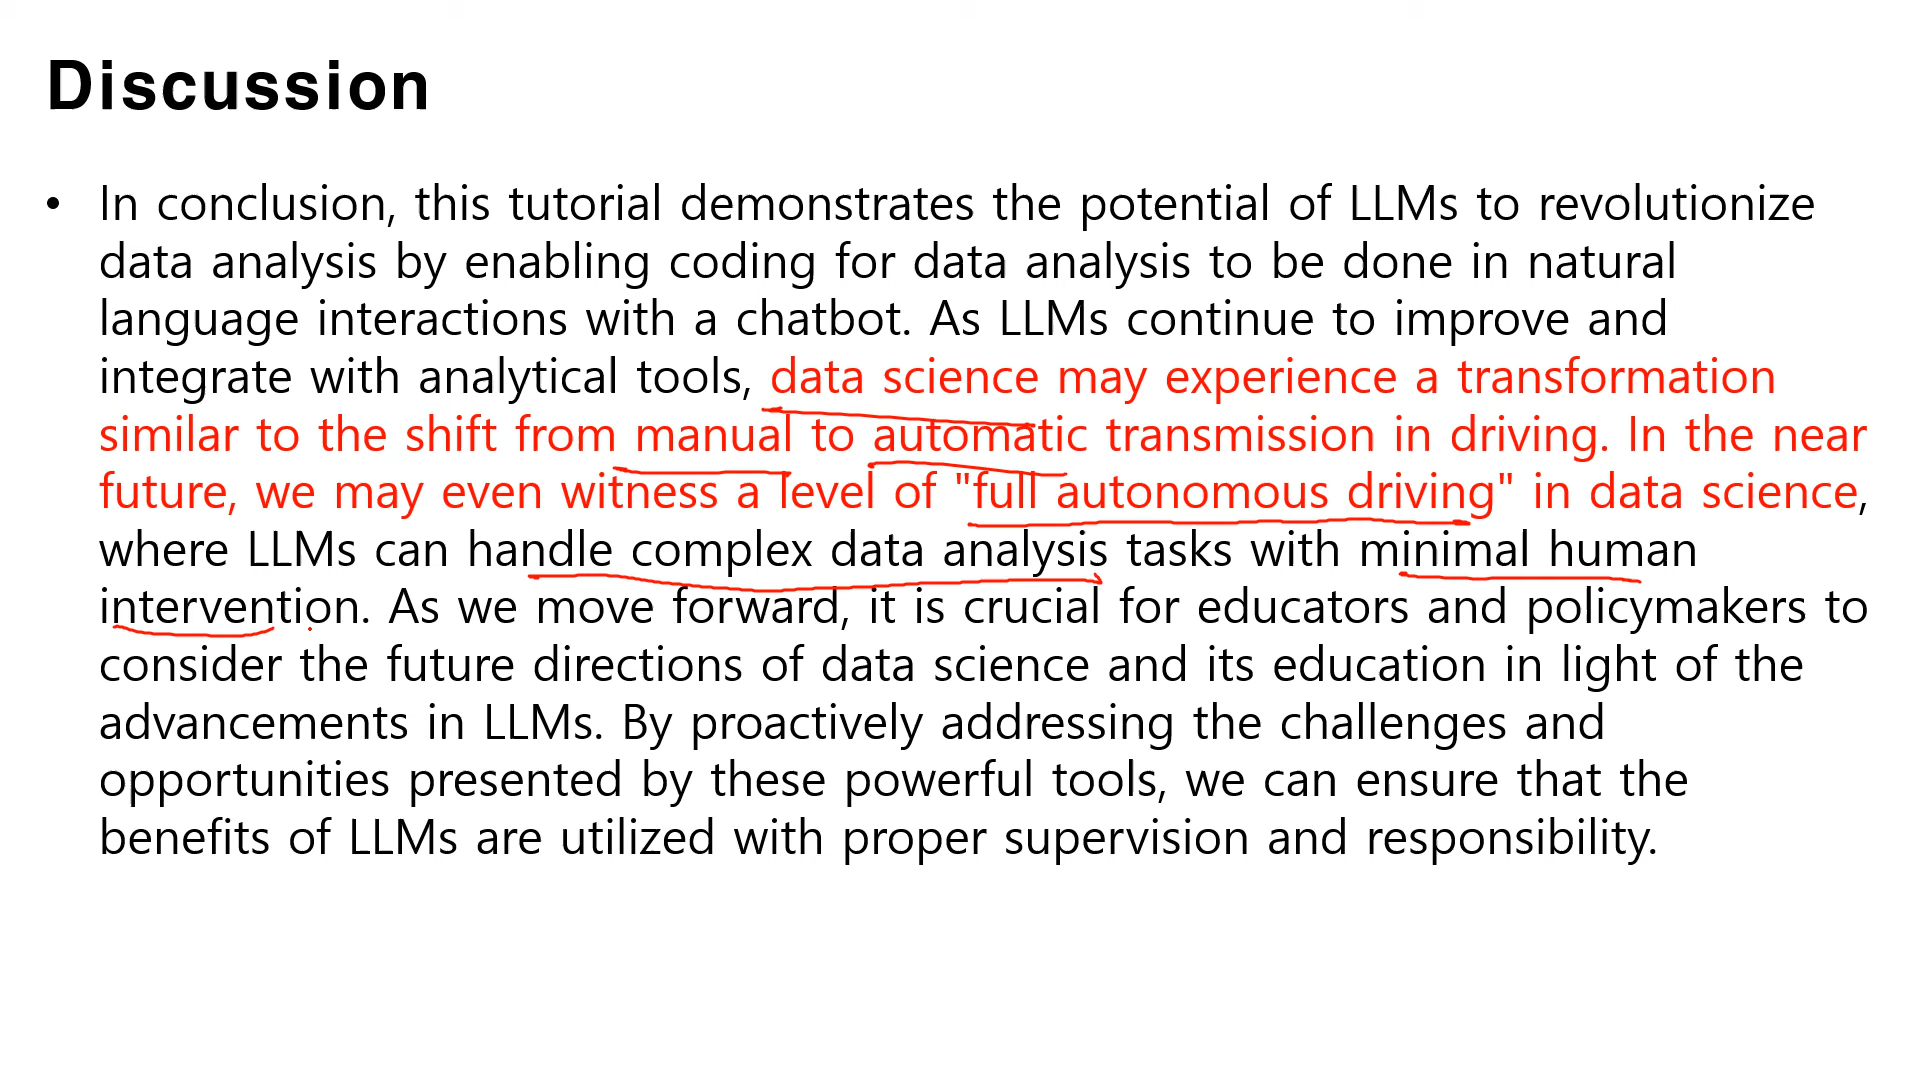 Discussion
• In conclusion, this tutorial demonstrates the potential of LLMs to revolutionize
data analysis by enabling coding for data analysis to be done in natural
language interactions with a chatbot. As LLMs continue to improve and
integrate with analytical tools, data science may experience a transformation
similar to the shift from manual to automatic transmission in driving. In the near
future, we may even witness a level of "full autonomous driving" in data science,
where LLMs can handle complex data analysis tasks with minimal human
intervention. As we move forward, it is crucial for educators and policymakers to
consider the future directions of data science and its education in light of the
advancements in LLMs. By proactively addressing the challenges and
opportunities presented by these powerful tools, we can ensure that the
benefits of LLMs are utilized with proper supervision and responsibility.